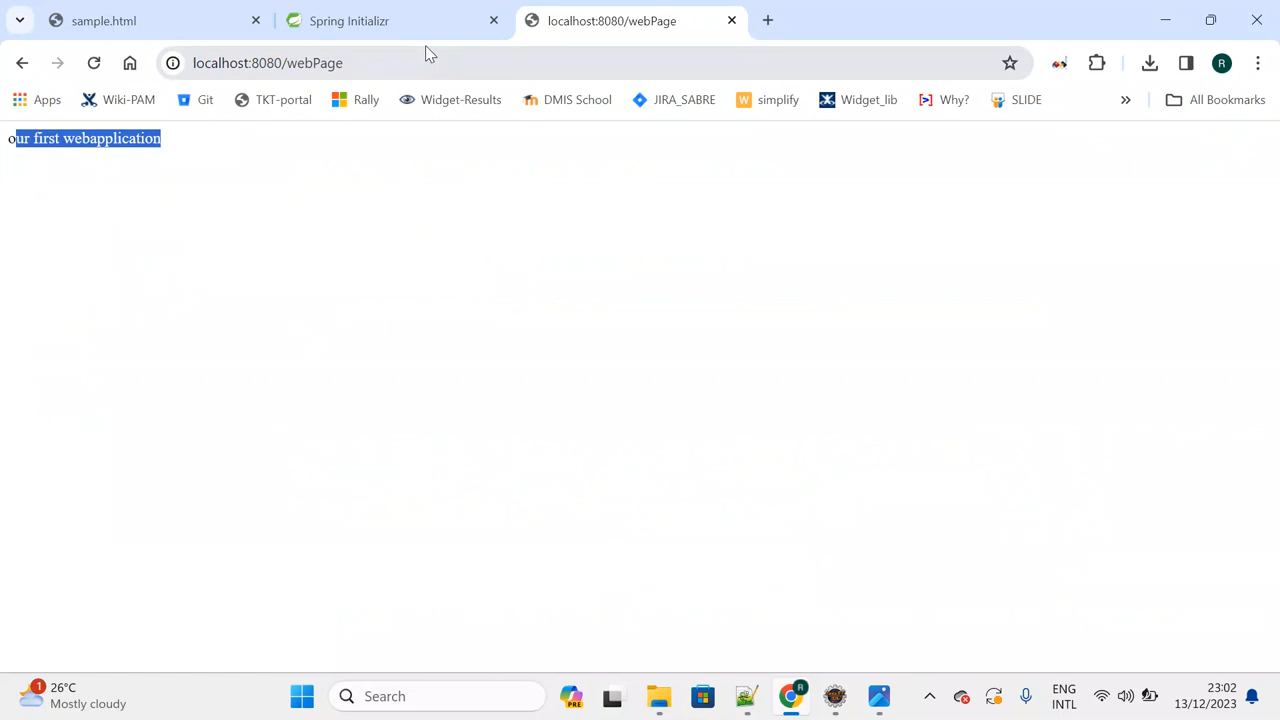 sample.html
Spring Initializr
localhost:8080/webPage
localhost:8080/webPage
R
Apps Wiki-PAM Git TKT-portal Rally Widget-Results DMIS School JIRA_SABRE W simplify Widget_lib [>] Why? SLIDE » All Bookmarks
our first webapplication
1 26°C
Mostly cloudy
Search
PRE
R
ENG
INTL
23:02
13/12/2023